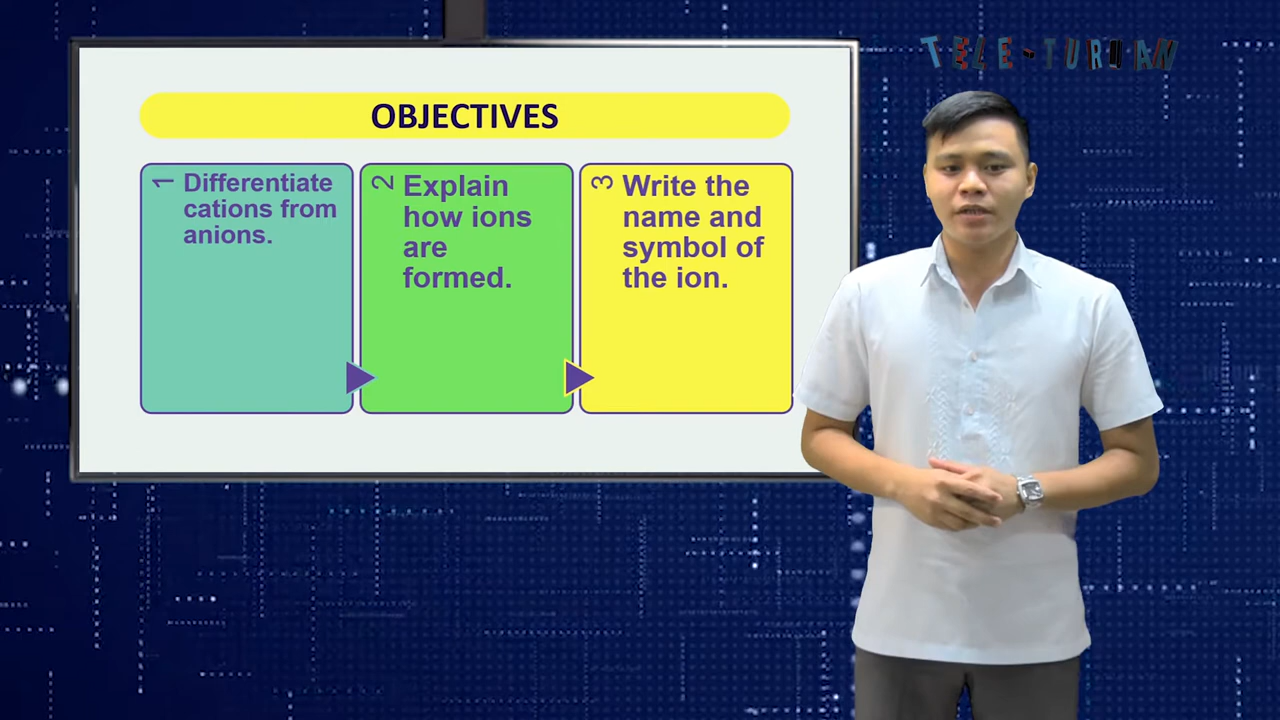 TELE-TURUAN
OBJECTIVES
1
Differentiate
cations from
anions.
2
Explain
how ions
are
formed.
3
Write the
name and
symbol of
the ion.